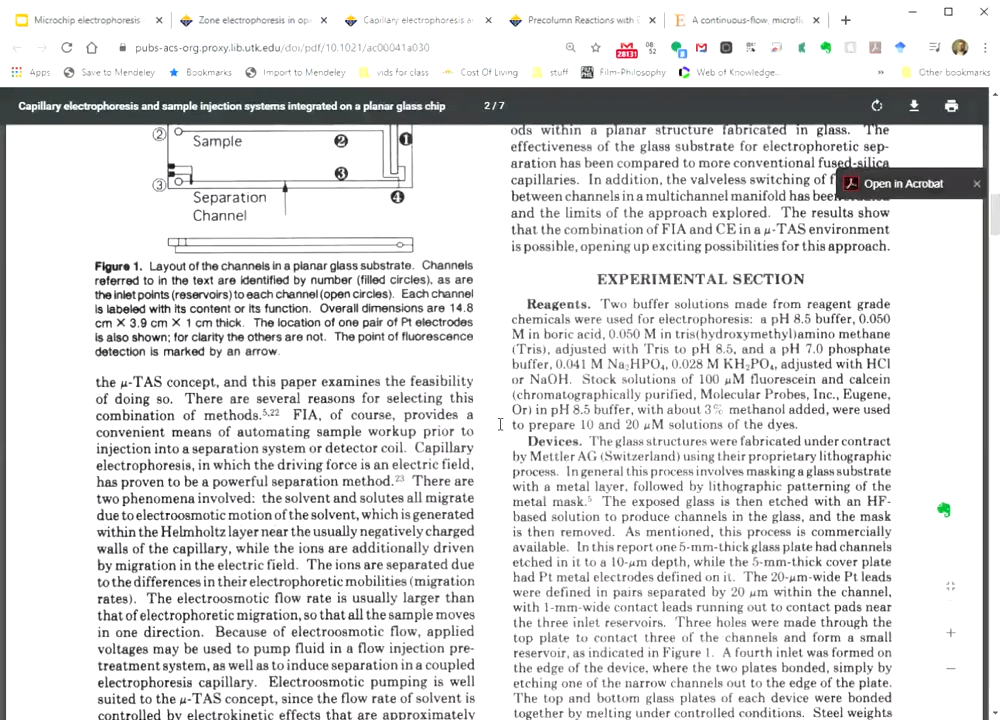 Microchip electrophoresis
Zone electrophoresis in op
Capillary electrophoresis a
Precolumn Reactions with
A continuous-flow, microfl
pubs-acs-org.proxy.lib.utk.edu/doi/pdf/10.1021/ac00041a030
28131
Apps
Save to Mendeley
Bookmarks
Import to Mendeley
vids for class
Cost Of Living
stuff
Film-Philosophy
Web of Knowledge...
»
Other bookmarks
Capillary electrophoresis and sample injection systems integrated on a planar glass chip
2 / 7
Open in Acrobat
② Sample ❷ ❶
③ ❸
Separation ❹
Channel
Figure 1. Layout of the channels in a planar glass substrate. Channels
referred to in the text are identified by number (filled circles), as are
the inlet points (reservoirs) to each channel (open circles). Each channel
is labeled with its content or its function. Overall dimensions are 14.8
cm × 3.9 cm × 1 cm thick. The location of one pair of Pt electrodes
is also shown; for clarity the others are not. The point of fluorescence
detection is marked by an arrow.
the μ-TAS concept, and this paper examines the feasibility
of doing so. There are several reasons for selecting this
combination of methods.5,22 FIA, of course, provides a
convenient means of automating sample workup prior to
injection into a separation system or detector coil. Capillary
electrophoresis, in which the driving force is an electric field,
has proven to be a powerful separation method.23 There are
two phenomena involved: the solvent and solutes all migrate
due to electroosmotic motion of the solvent, which is generated
within the Helmholtz layer near the usually negatively charged
walls of the capillary, while the ions are additionally driven
by migration in the electric field. The ions are separated due
to the differences in their electrophoretic mobilities (migration
rates). The electroosmotic flow rate is usually larger than
that of electrophoretic migration, so that all the sample moves
in one direction. Because of electroosmotic flow, applied
voltages may be used to pump fluid in a flow injection pre-
treatment system, as well as to induce separation in a coupled
electrophoresis capillary. Electroosmotic pumping is well
suited to the μ-TAS concept, since the flow rate of solvent is
controlled by electrokinetic effects that are approximately
ods within a planar structure fabricated in glass. The
effectiveness of the glass substrate for electrophoretic sep-
aration has been compared to more conventional fused-silica
capillaries. In addition, the valveless switching of f
between channels in a multichannel manifold has been
and the limits of the approach explored. The results show
that the combination of FIA and CE in a μ-TAS environment
is possible, opening up exciting possibilities for this approach.
EXPERIMENTAL SECTION
Reagents. Two buffer solutions made from reagent grade
chemicals were used for electrophoresis: a pH 8.5 buffer, 0.050
M in boric acid, 0.050 M in tris(hydroxymethyl)amino methane
(Tris), adjusted with Tris to pH 8.5, and a pH 7.0 phosphate
buffer, 0.041 M Na2HPO4, 0.028 M KH2PO4, adjusted with HCl
or NaOH. Stock solutions of 100 μM fluorescein and calcein
(chromatographically purified, Molecular Probes, Inc., Eugene,
Or) in pH 8.5 buffer, with about 3% methanol added, were used
to prepare 10 and 20 μM solutions of the dyes.
Devices. The glass structures were fabricated under contract
by Mettler AG (Switzerland) using their proprietary lithographic
process. In general this process involves masking a glass substrate
with a metal layer, followed by lithographic patterning of the
metal mask.5 The exposed glass is then etched with an HF-
based solution to produce channels in the glass, and the mask
is then removed. As mentioned, this process is commercially
available. In this report one 5-mm-thick glass plate had channels
etched in it to a 10-μm depth, while the 5-mm-thick cover plate
had Pt metal electrodes defined on it. The 20-μm-wide Pt leads
were defined in pairs separated by 20 μm within the channel,
with 1-mm-wide contact leads running out to contact pads near
the three inlet reservoirs. Three holes were made through the
top plate to contact three of the channels and form a small
reservoir, as indicated in Figure 1. A fourth inlet was formed on
the edge of the device, where the two plates bonded, simply by
etching one of the narrow channels out to the edge of the plate.
The top and bottom glass plates of each device were bonded
together by melting under controlled conditions. Steel weights